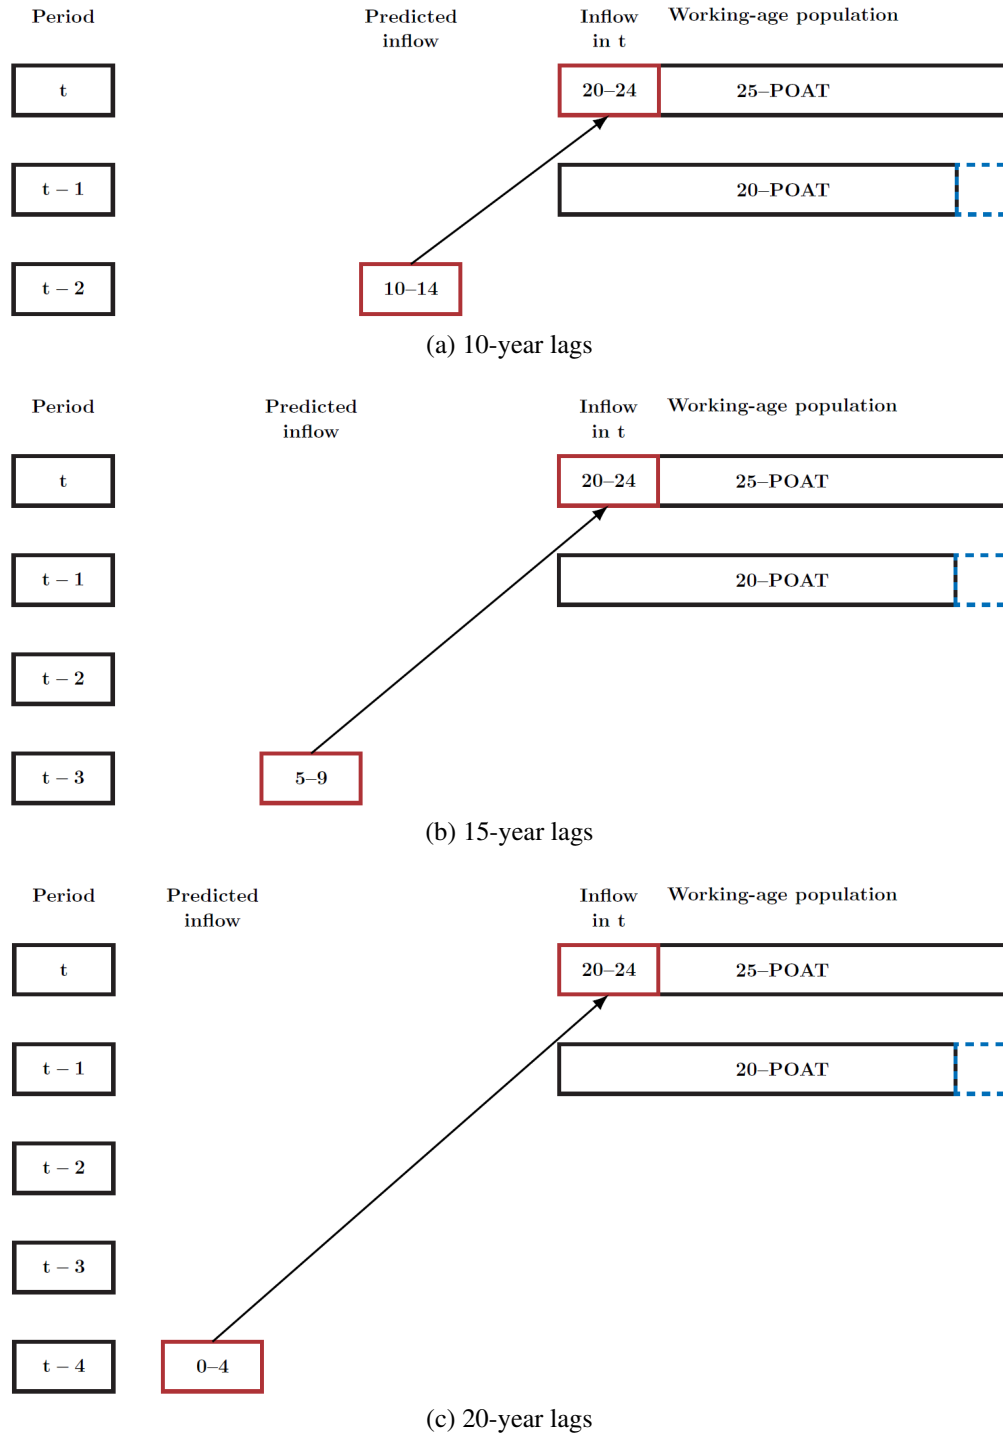 Period Predicted Inflow Working-age population
inflow in t
t 20–24 25–POAT
t − 1 20–POAT
t − 2 10–14
(a) 10-year lags
Period Predicted Inflow Working-age population
inflow in t
t 20–24 25–POAT
t − 1 20–POAT
t − 2
t − 3 5–9
(b) 15-year lags
Period Predicted Inflow Working-age population
inflow in t
t 20–24 25–POAT
t − 1 20–POAT
t − 2
t − 3
t − 4 0–4
(c) 20-year lags